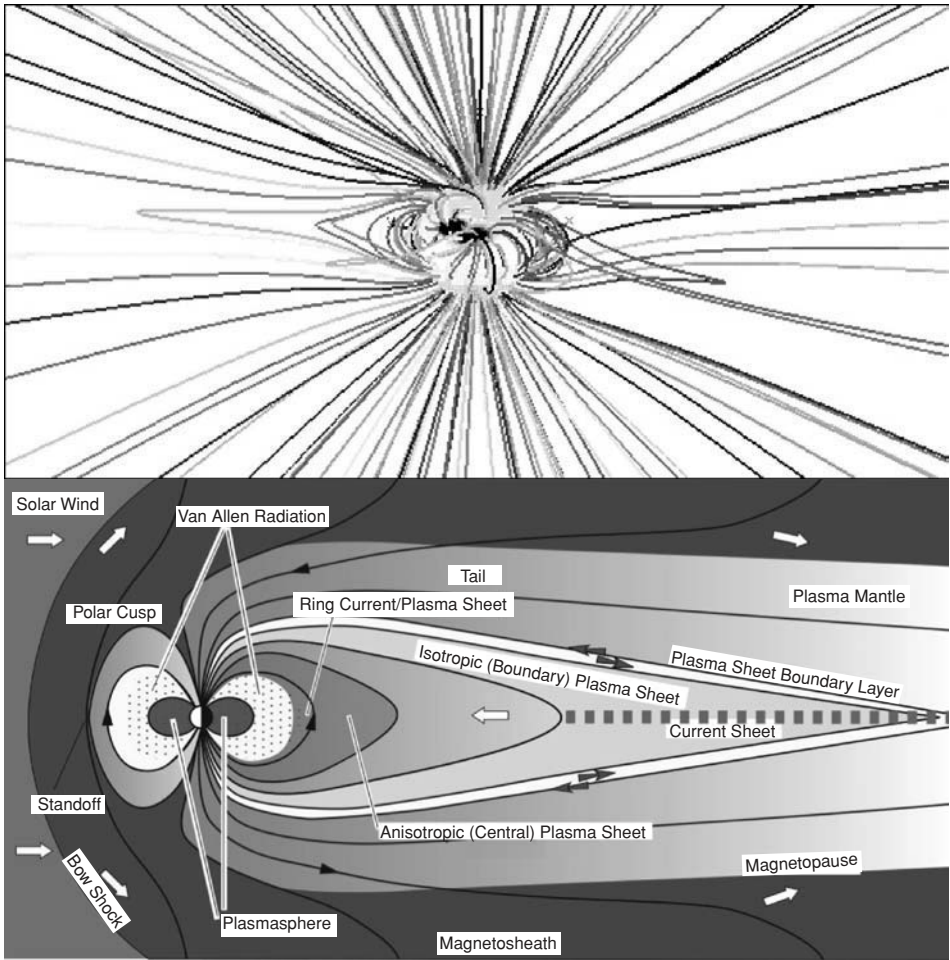 Solar Wind
Van Allen Radiation
Tail
Plasma Mantle
Polar Cusp
Ring Current/Plasma Sheet
Isotropic (Boundary) Plasma Sheet
Plasma Sheet Boundary Layer
Current Sheet
Standoff
Anisotropic (Central) Plasma Sheet
Magnetopause
Bow Shock
Plasmasphere
Magnetosheath